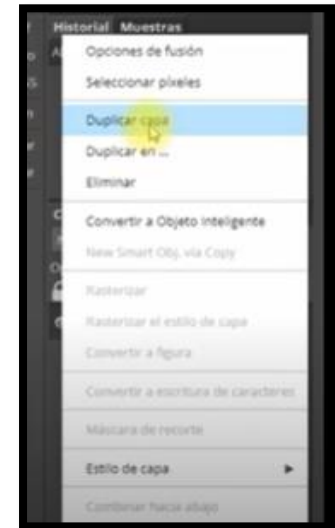 Historial Muestras
Opciones de fusión
Seleccionar píxeles
Duplicar capa
Duplicar en ...
Eliminar
Convertir a Objeto inteligente
New Smart Obj. via Copy
Rasterizar
Rasterizar el estilo de capa
Convertir a figura
Convertir a escritura de caracteres
Máscara de recorte
Estilo de capa
Combinar hacia abajo